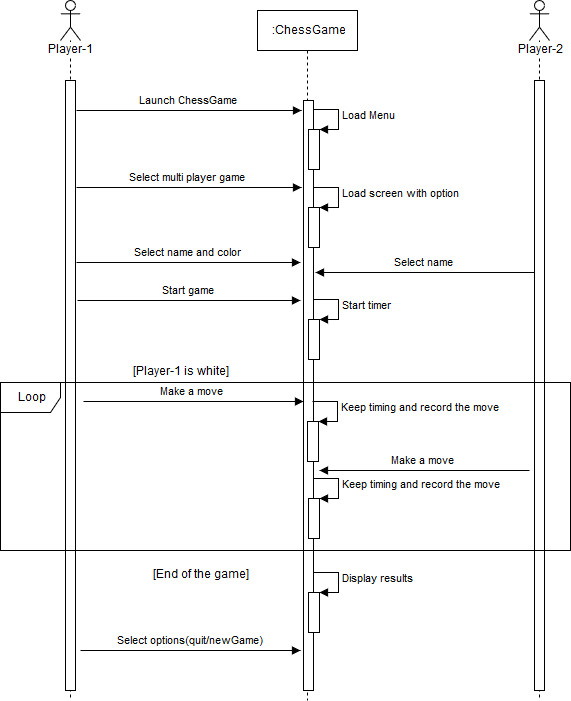 Player-1
:ChessGame
Player-2
Launch ChessGame
Load Menu
Select multi player game
Load screen with option
Select name and color
Select name
Start game
Start timer
[Player-1 is white]
Loop
Make a move
Keep timing and record the move
Make a move
Keep timing and record the move
[End of the game]
Display results
Select options(quit/newGame)